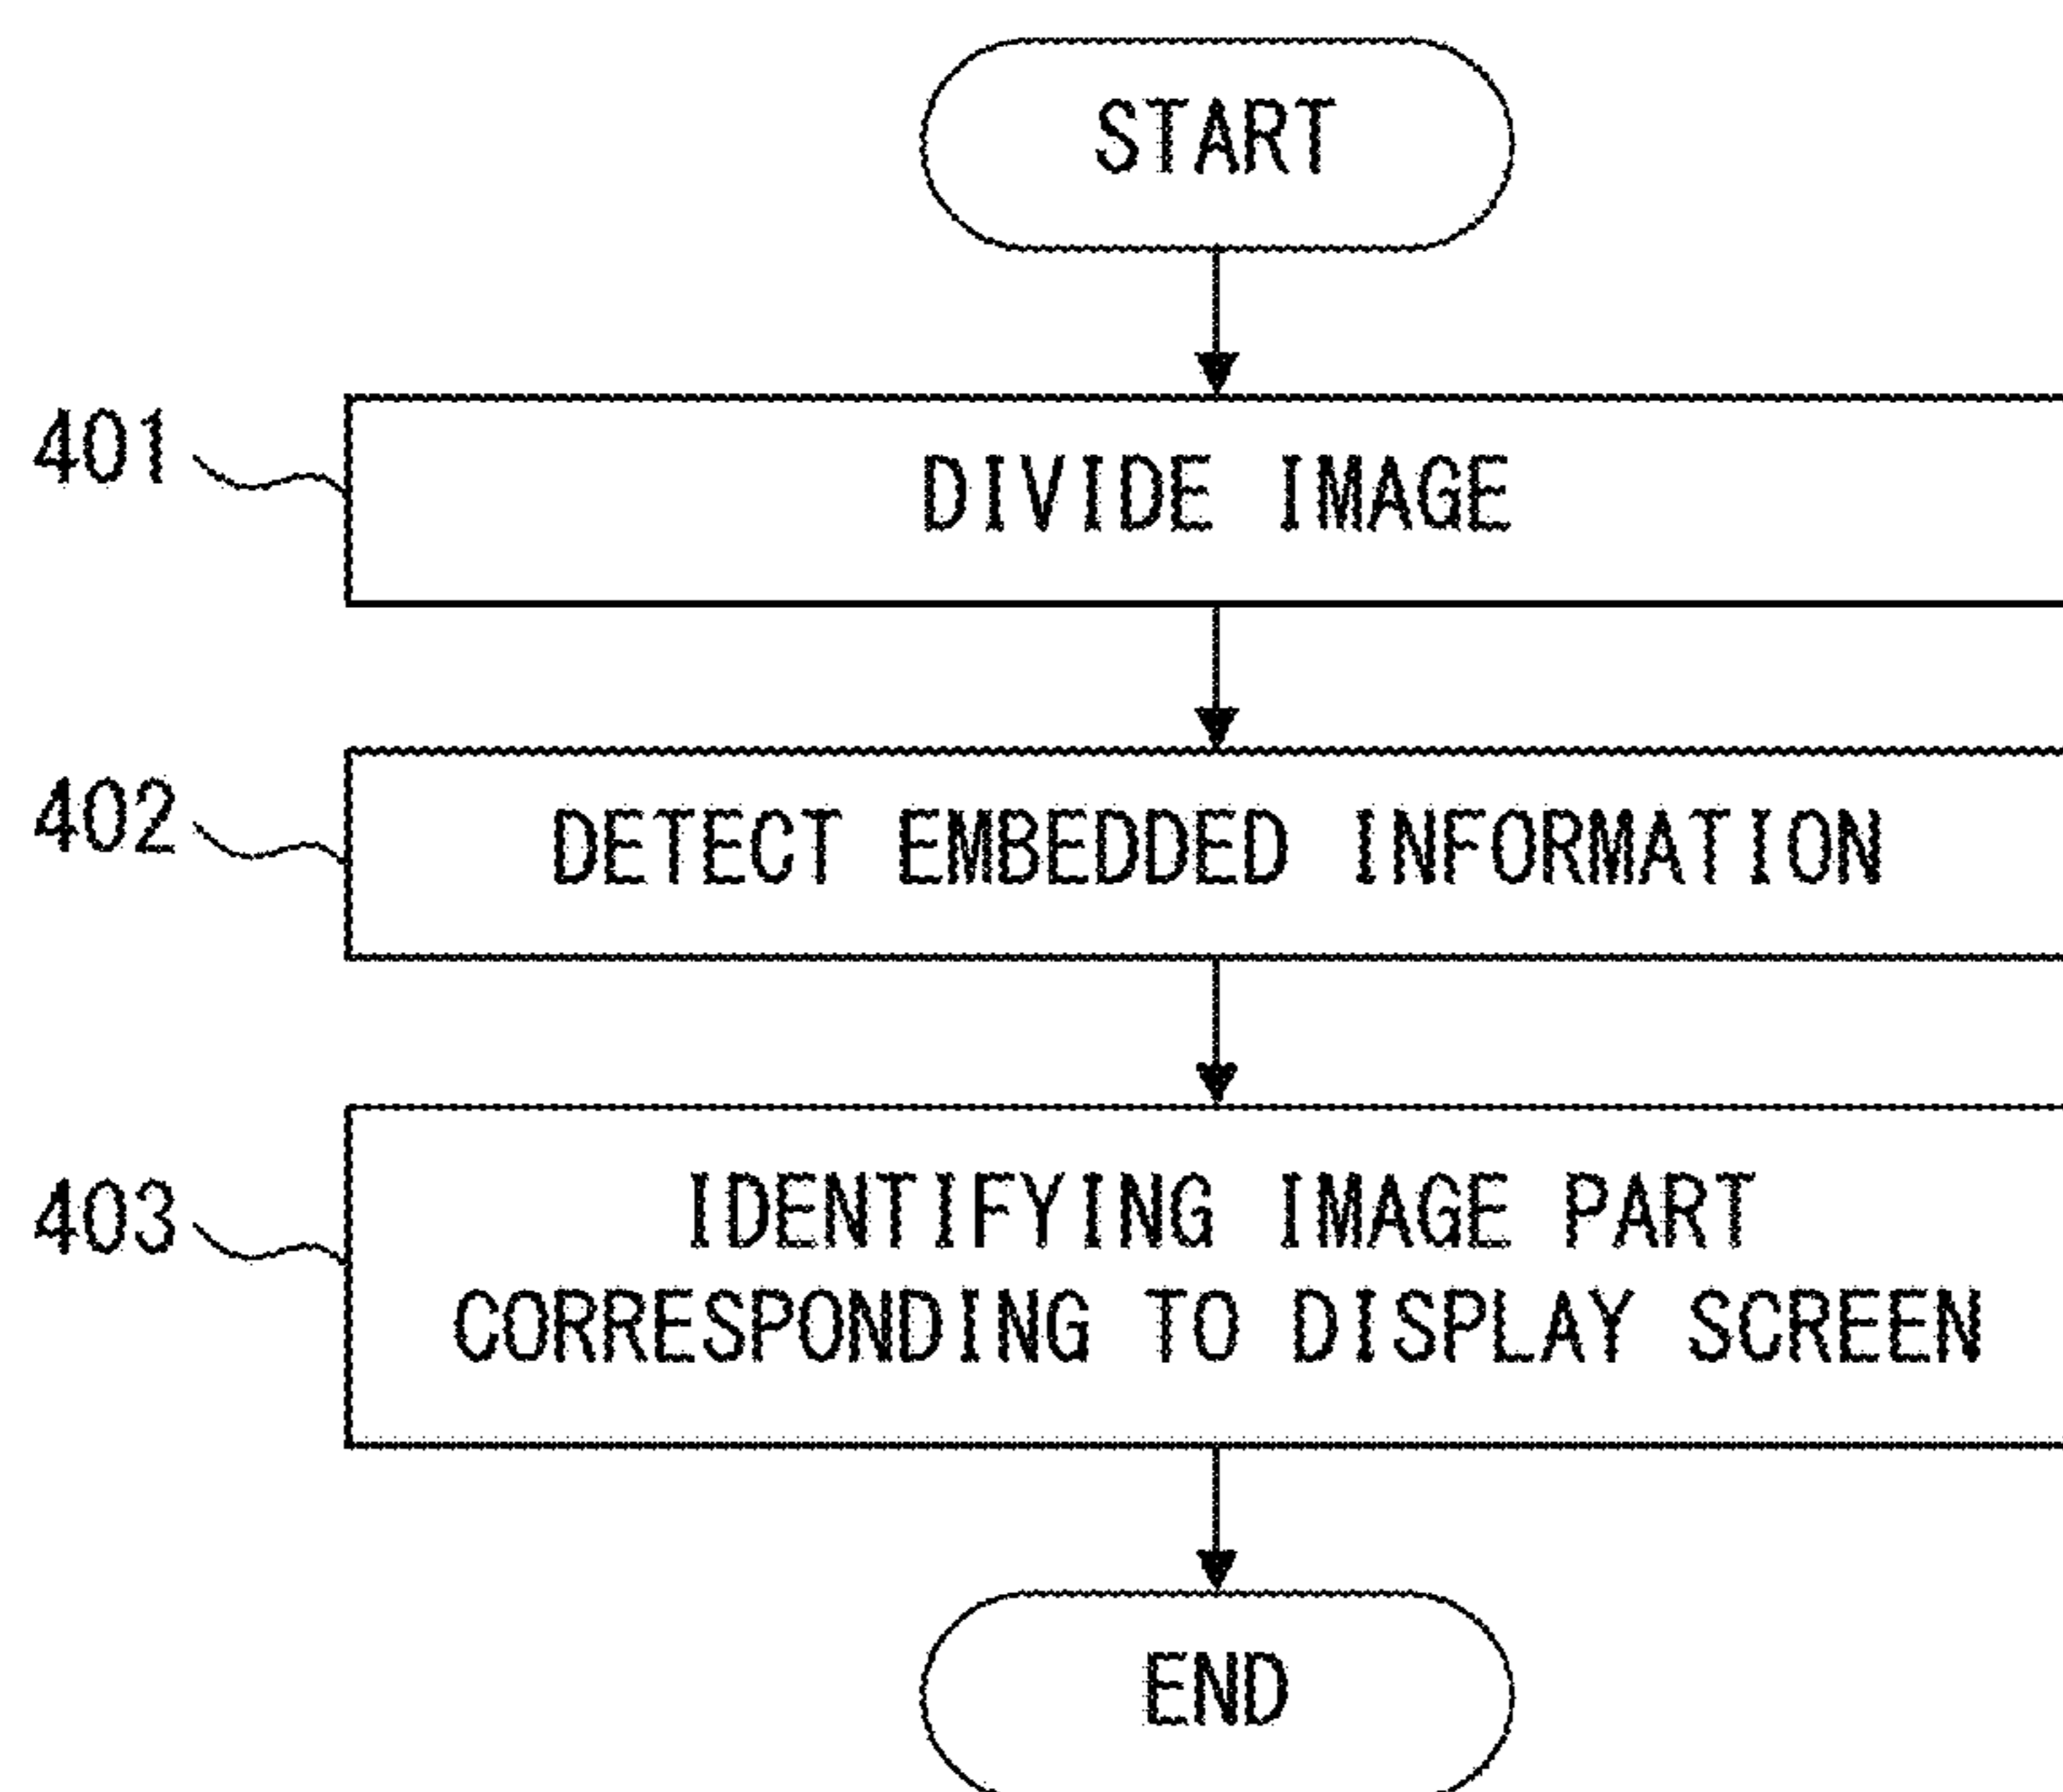 START
401
DIVIDE IMAGE
402
DETECT EMBEDDED INFORMATION
403
IDENTIFYING IMAGE PART
CORRESPONDING TO DISPLAY SCREEN
END